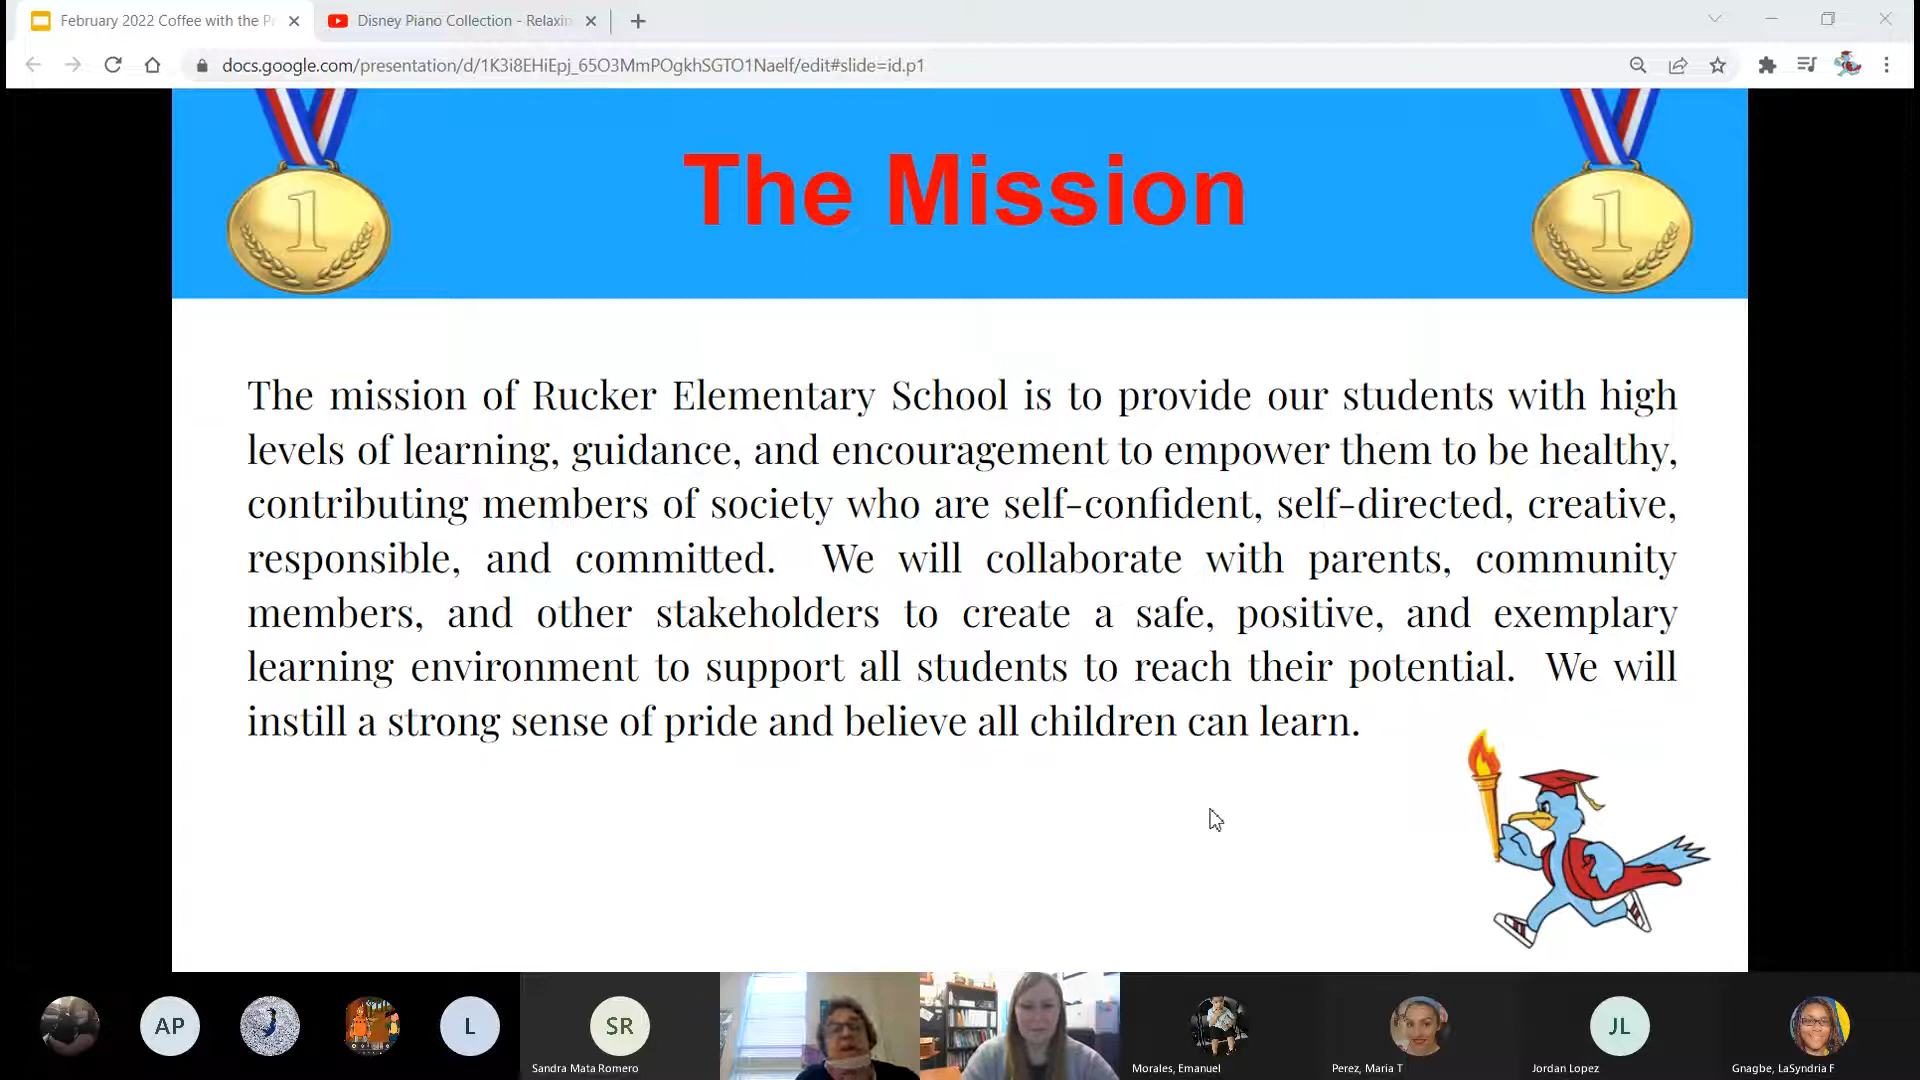 February 2022 Coffee with the Pr
Disney Piano Collection - Relaxin
docs.google.com/presentation/d/1K3i8EHiEpj_65O3MmPOgkhSGTO1Naelf/edit#slide=id.p1
1
The Mission
1
The mission of Rucker Elementary School is to provide our students with high
levels of learning, guidance, and encouragement to empower them to be healthy,
contributing members of society who are self-confident, self-directed, creative,
responsible, and committed. We will collaborate with parents, community
members, and other stakeholders to create a safe, positive, and exemplary
learning environment to support all students to reach their potential. We will
instill a strong sense of pride and believe all children can learn.
AP
L
SR
JL
Sandra Mata Romero
Morales, Emanuel
Perez, Maria T
Jordan Lopez
Gnagbe, LaSyndria F